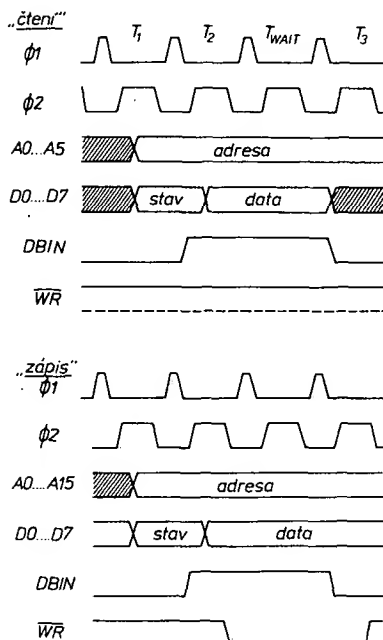 „čtení”
T1 T2 TWAIT T3
ϕ1
ϕ2
A0...A5 adresa
D0....D7 stav data
DBIN
WR
„zápis"
ϕ1
ϕ2
A0....A15 adresa
D0....D7 stav data
DBIN
WR